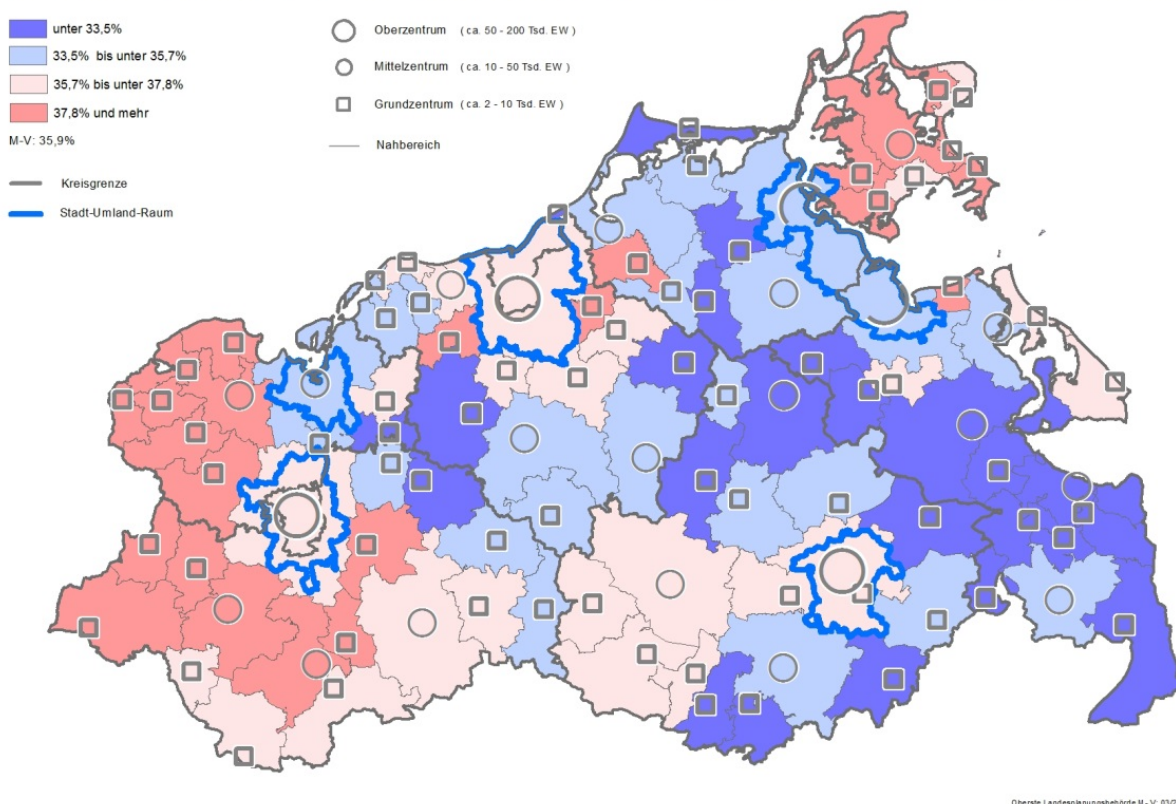 unter 33,5%
33,5% bis unter 35,7%
35,7% bis unter 37,8%
37,8% und mehr
M-V: 35,9%
Kreisgrenze
Stadt-Umland-Raum
Oberzentrum ( ca. 50 - 200 Tsd. EW )
Mittelzentrum ( ca. 10 - 50 Tsd. EW )
Grundzentrum ( ca. 2 - 10 Tsd. EW )
Nahbereich
Oberste Landesplanungsbehörde M - V; 03/2